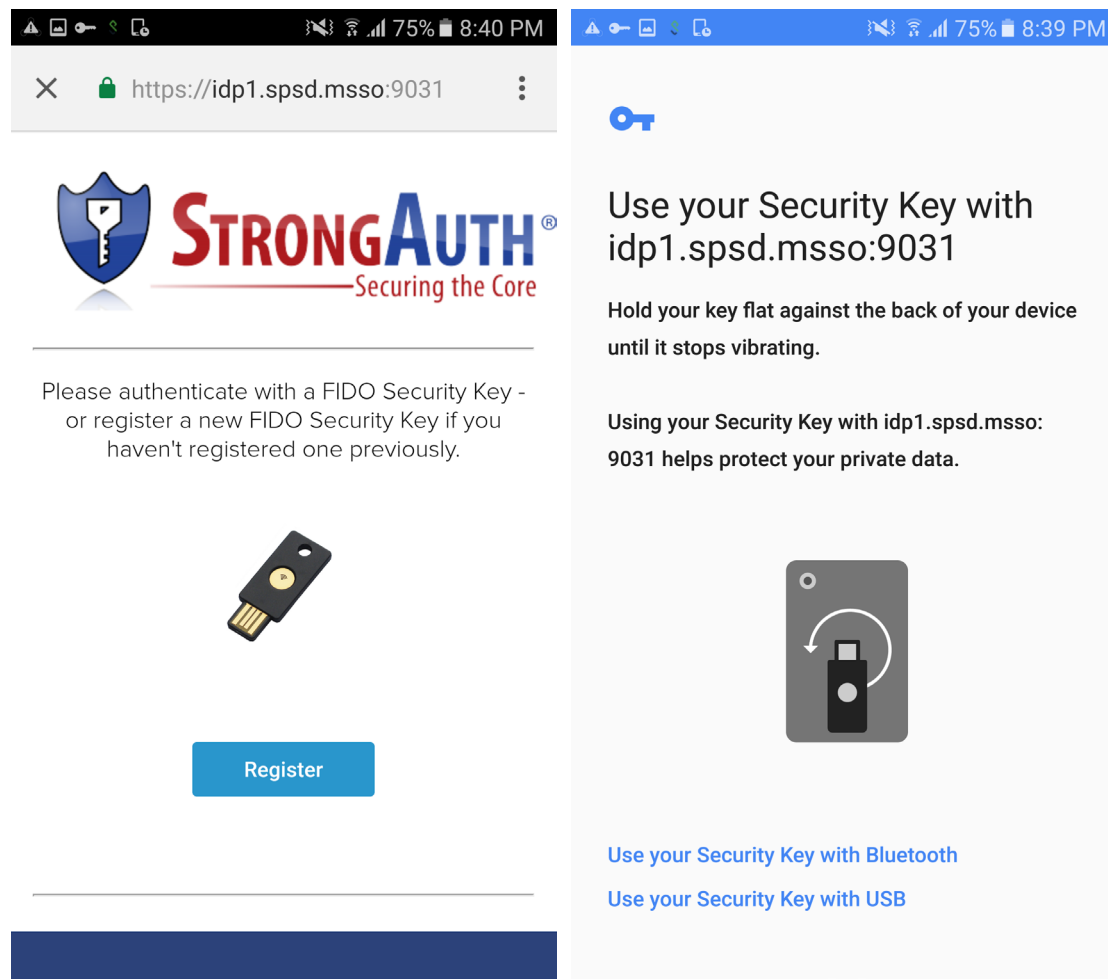 75% 8:40 PM
https://idp1.spsd.msso:9031
STRONGAUTH®
Securing the Core
Please authenticate with a FIDO Security Key -
or register a new FIDO Security Key if you
haven't registered one previously.
Register
75% 8:39 PM
Use your Security Key with
idp1.spsd.msso:9031
Hold your key flat against the back of your device
until it stops vibrating.
Using your Security Key with idp1.spsd.msso:
9031 helps protect your private data.
Use your Security Key with Bluetooth
Use your Security Key with USB